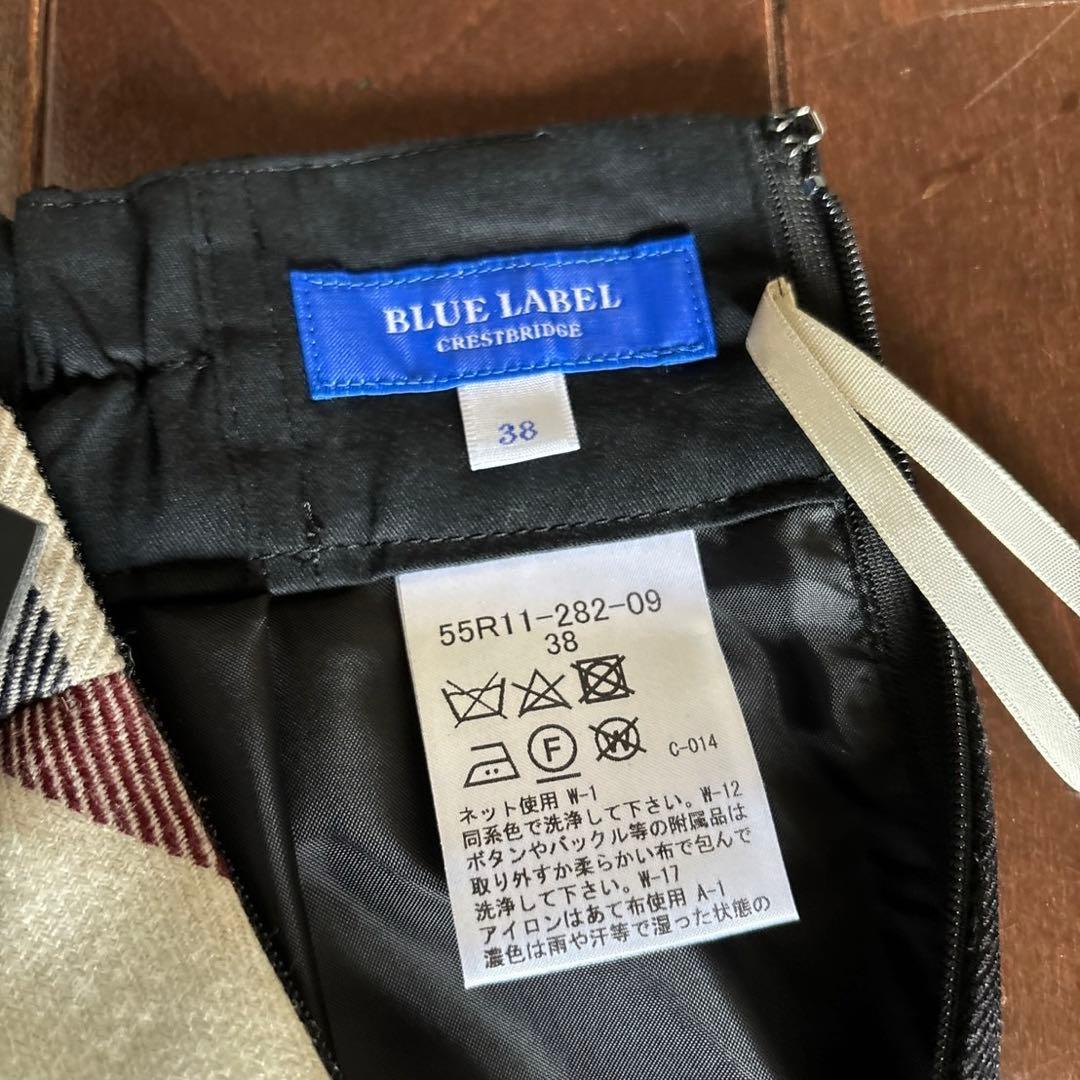 BLUE LABEL
CRESTBRIDGE
38
55R11-282-09
38
F
W
C-014
ネット使用 W-1
同系色で洗浄して下さい。W-12
ボタンやバックル等の附属品は
取り外すか柔らかい布で包んで
洗浄して下さい。W-17
アイロンはあて布使用 A-1
濃色は雨や汗等で湿った状態の